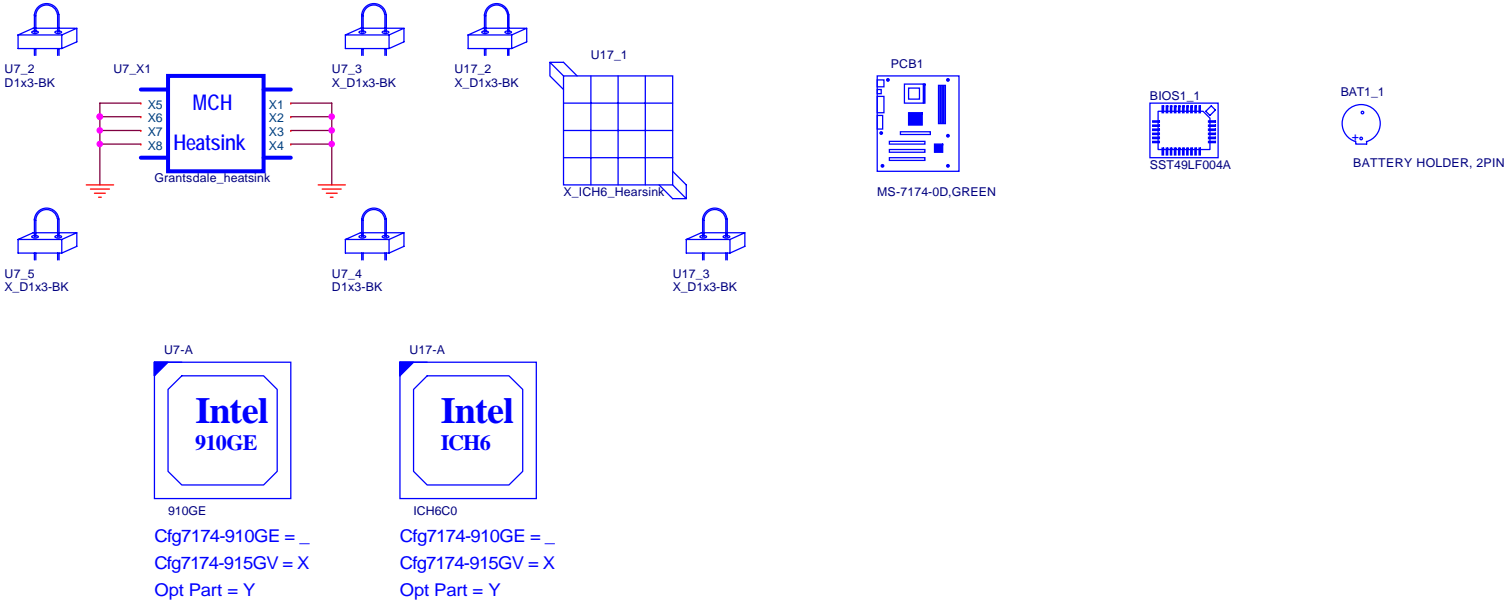 U7_2
D1x3-BK
U7_X1
MCH
Heatsink
X5
X6
X7
X8
X1
X2
X3
X4
Grantsdale_heatsink
U7_3
X_D1x3-BK
U17_2
X_D1x3-BK
U17_1
X_ICH6_Hearsink
PCB1
MS-7174-0D,GREEN
BIOS1_1
SST49LF004A
BAT1_1
BATTERY HOLDER, 2PIN
U7_5
X_D1x3-BK
U7_4
D1x3-BK
U17_3
X_D1x3-BK
U7-A
Intel
910GE
910GE
Cfg7174-910GE = _
Cfg7174-915GV = X
Opt Part = Y
U17-A
Intel
ICH6
ICH6C0
Cfg7174-910GE = _
Cfg7174-915GV = X
Opt Part = Y